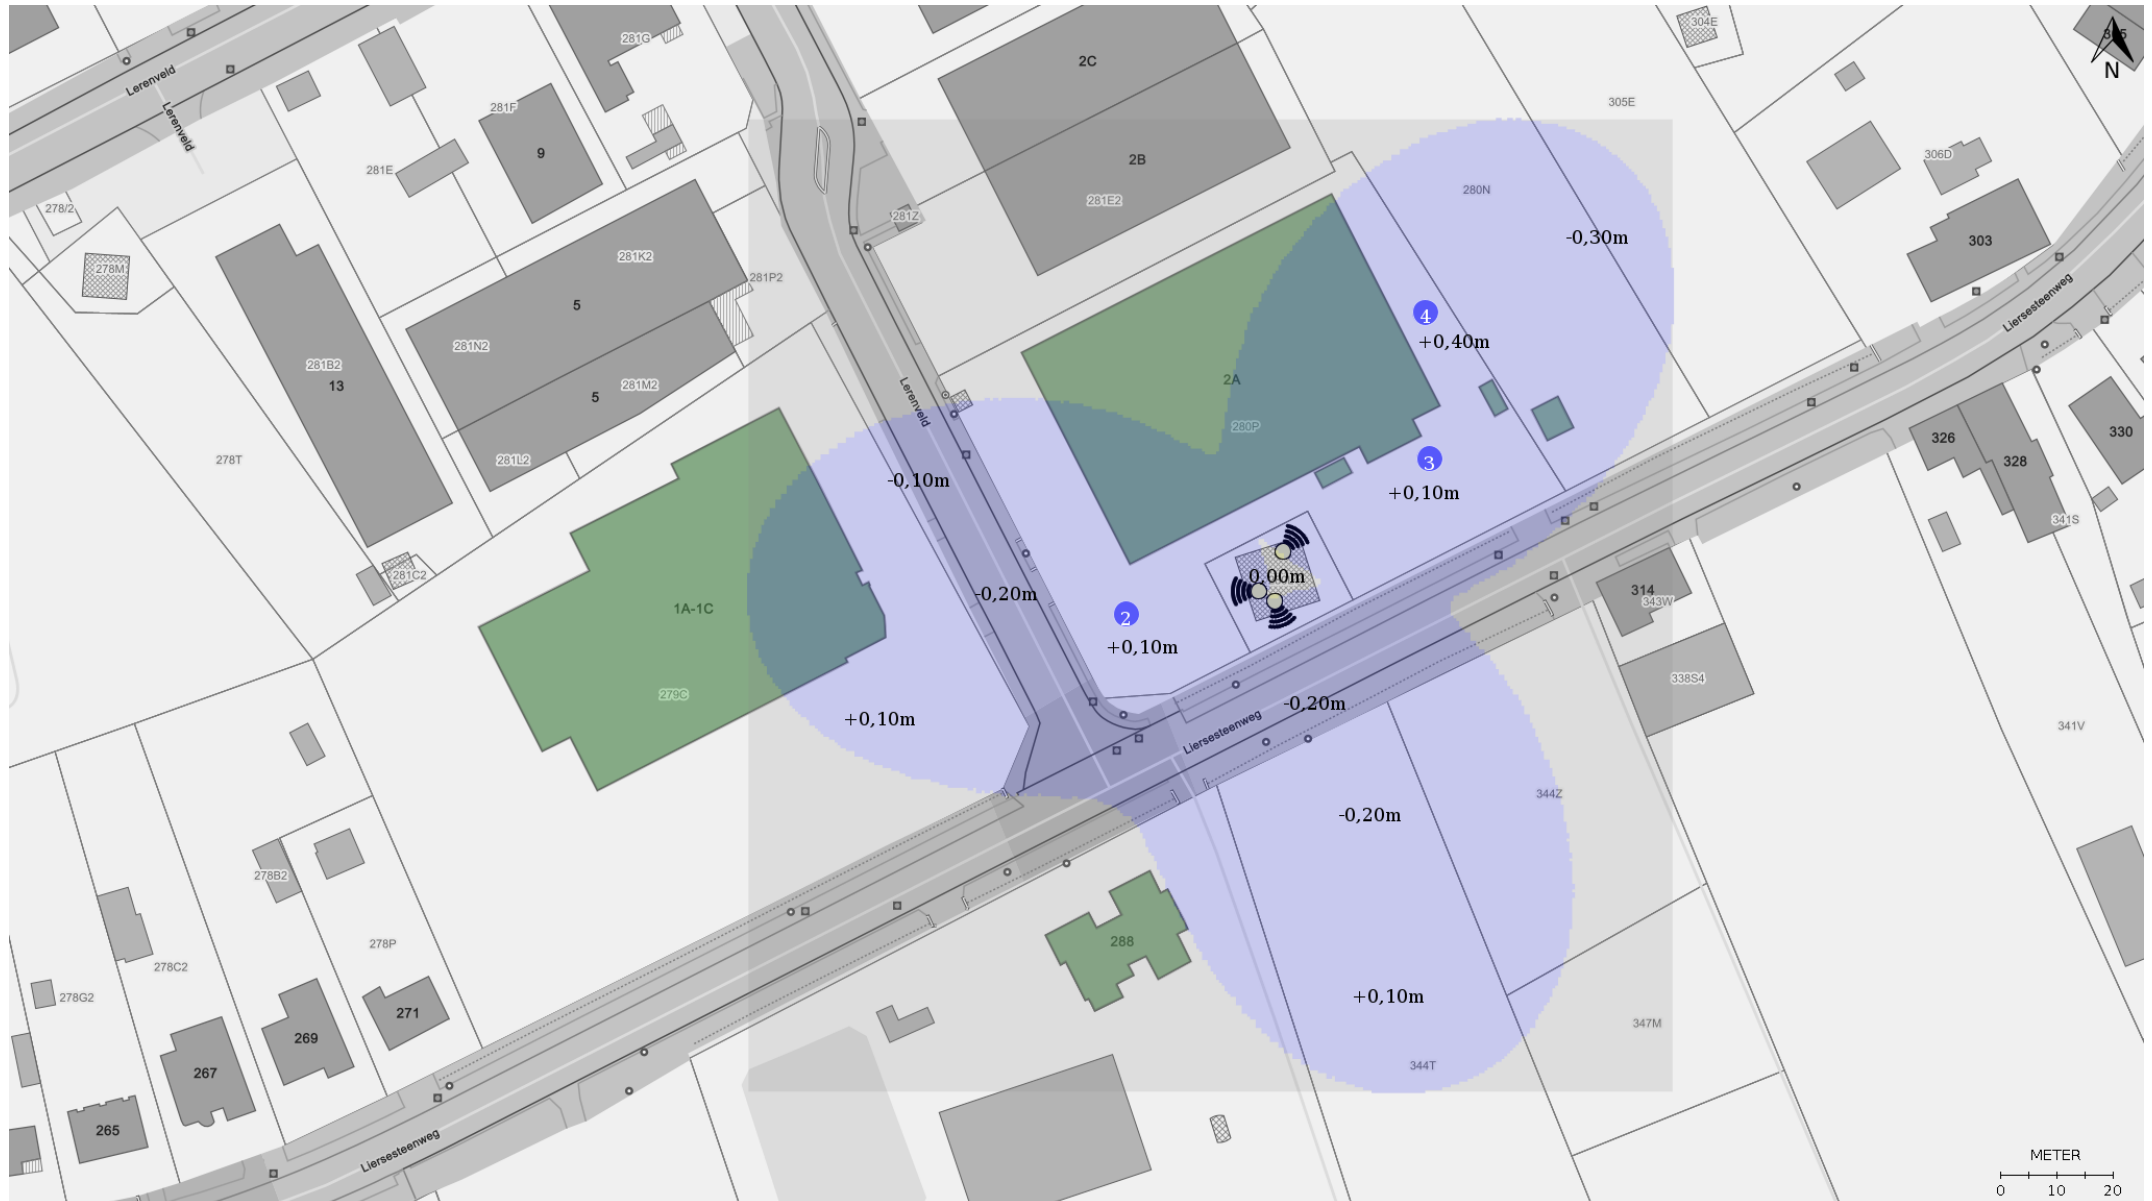 281G
304E
305
N
2C
Lerenveld
Lerenveld
281F
305E
9
281E
2B
306D
280N
281E2
278/2
281Z
-0,30m
303
281K2
278M
281P2
5
Liersesteenweg
4
+0,40m
281N2
281B2
13
2A
281M2
5
Lerenveld
280P
326
330
278T
281L2
328
3
-0,10m
+0,10m
341S
281C2
0,00m
314
343W
1A-1C
-0,20m
2
+0,10m
338S4
279C
-0,20m
+0,10m
341V
Liersesteenweg
344Z
-0,20m
278B2
288
278P
278C2
278G2
+0,10m
271
347M
269
344T
267
265
Liersesteenweg
METER
0 10 20